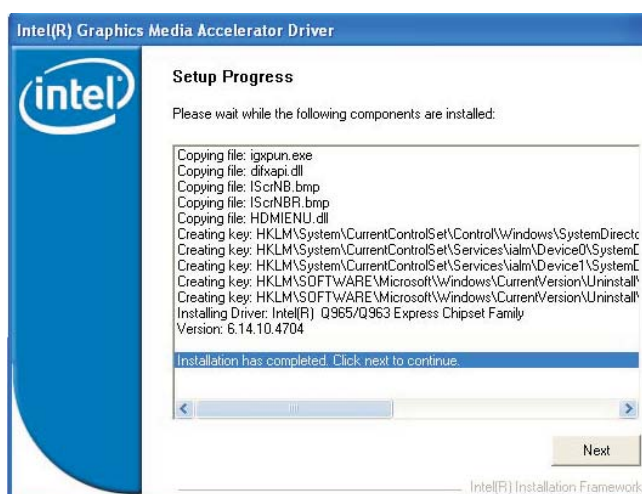 Intel(R) Graphics Media Accelerator Driver
intel
Setup Progress
Please wait while the following components are installed:
Copying file: igxpun.exe
Copying file: difxapi.dll
Copying file: IScrNB.bmp
Copying file: IScrNBR.bmp
Copying file: HDMIENU.dll
Creating key: HKLM\System\CurrentControlSet\Control\Windows\SystemDirecto
Creating key: HKLM\System\CurrentControlSet\Services\ialm\Device0\SystemD
Creating key: HKLM\System\CurrentControlSet\Services\ialm\Device1\SystemD
Creating key: HKLM\SOFTWARE\Microsoft\Windows\CurrentVersion\Uninstall\
Creating key: HKLM\SOFTWARE\Microsoft\Windows\CurrentVersion\Uninstall\
Installing Driver: Intel(R) Q965/Q963 Express Chipset Family
Version: 6.14.10.4704
Installation has completed. Click next to continue.
Next
Intel(R) Installation Framework